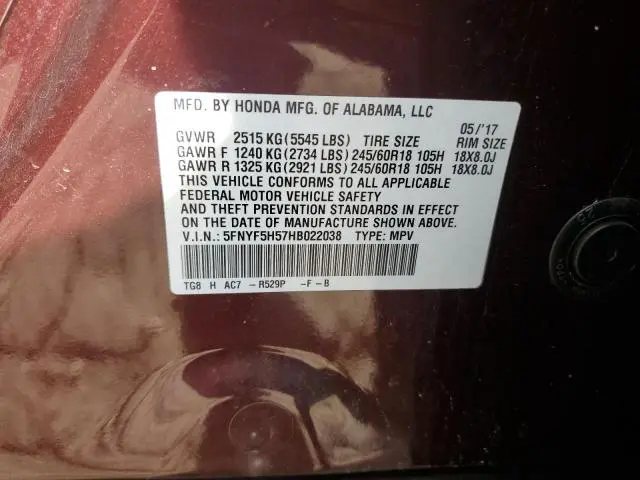 MFD. BY HONDA MFG. OF ALABAMA, LLC
05/'17
GVWR 2515 KG(5545 LBS) TIRE SIZE RIM SIZE
GAWR F 1240 KG(2734 LBS) 245/60R18 105H 18X8.0J
GAWR R 1325 KG(2921 LBS) 245/60R18 105H 18X8.0J
THIS VEHICLE CONFORMS TO ALL APPLICABLE
FEDERAL MOTOR VEHICLE SAFETY
AND THEFT PREVENTION STANDARDS IN EFFECT
ON THE DATE OF MANUFACTURE SHOWN ABOVE.
V.I.N.: 5FNYF5H57HB022038 TYPE: MPV
TG8 H AC7 -R529P -F-B